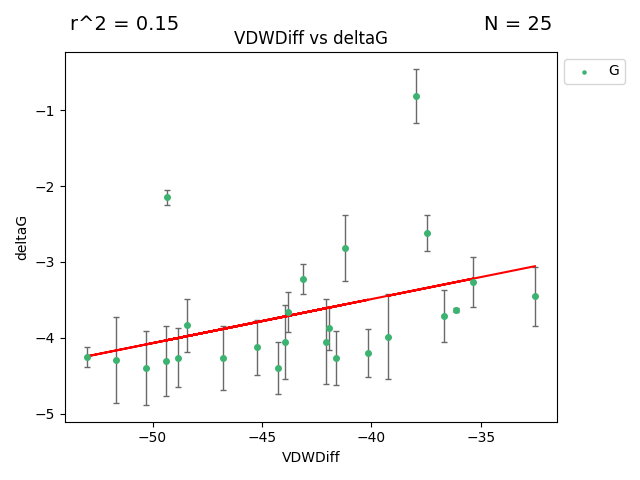 r^2 = 0.15
N = 25
VDWDiff vs deltaG
G
−1
−2
−3
−4
−5
deltaG
−50
−45
−40
−35
VDWDiff